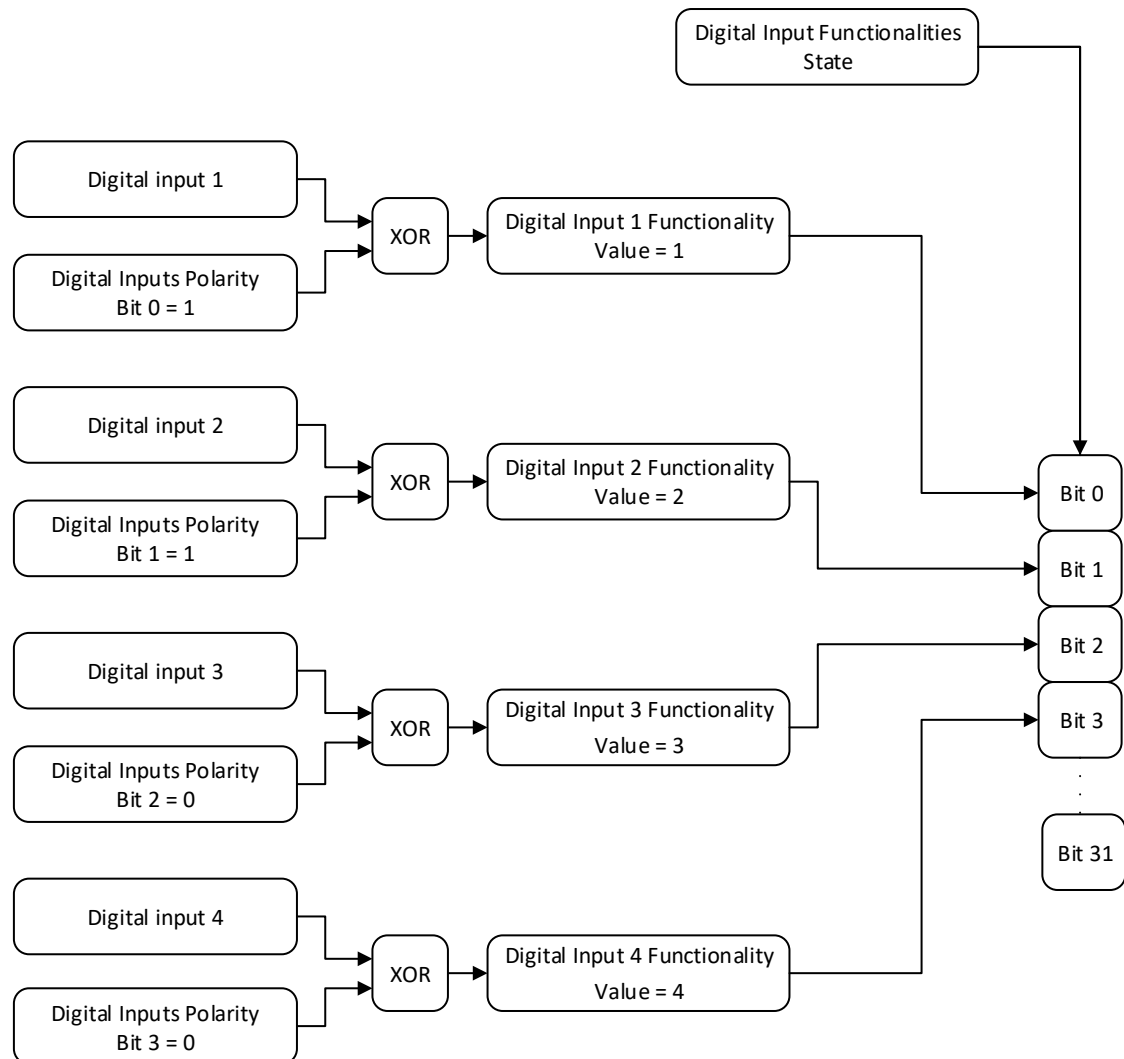 Digital Input Functionalities
State
Digital input 1
Digital Inputs Polarity
Bit 0 = 1
XOR
Digital Input 1 Functionality
Value = 1
Digital input 2
Digital Inputs Polarity
Bit 1 = 1
XOR
Digital Input 2 Functionality
Value = 2
Digital input 3
Digital Inputs Polarity
Bit 2 = 0
XOR
Digital Input 3 Functionality
Value = 3
Digital input 4
Digital Inputs Polarity
Bit 3 = 0
XOR
Digital Input 4 Functionality
Value = 4
Bit 0
Bit 1
Bit 2
Bit 3
Bit 31